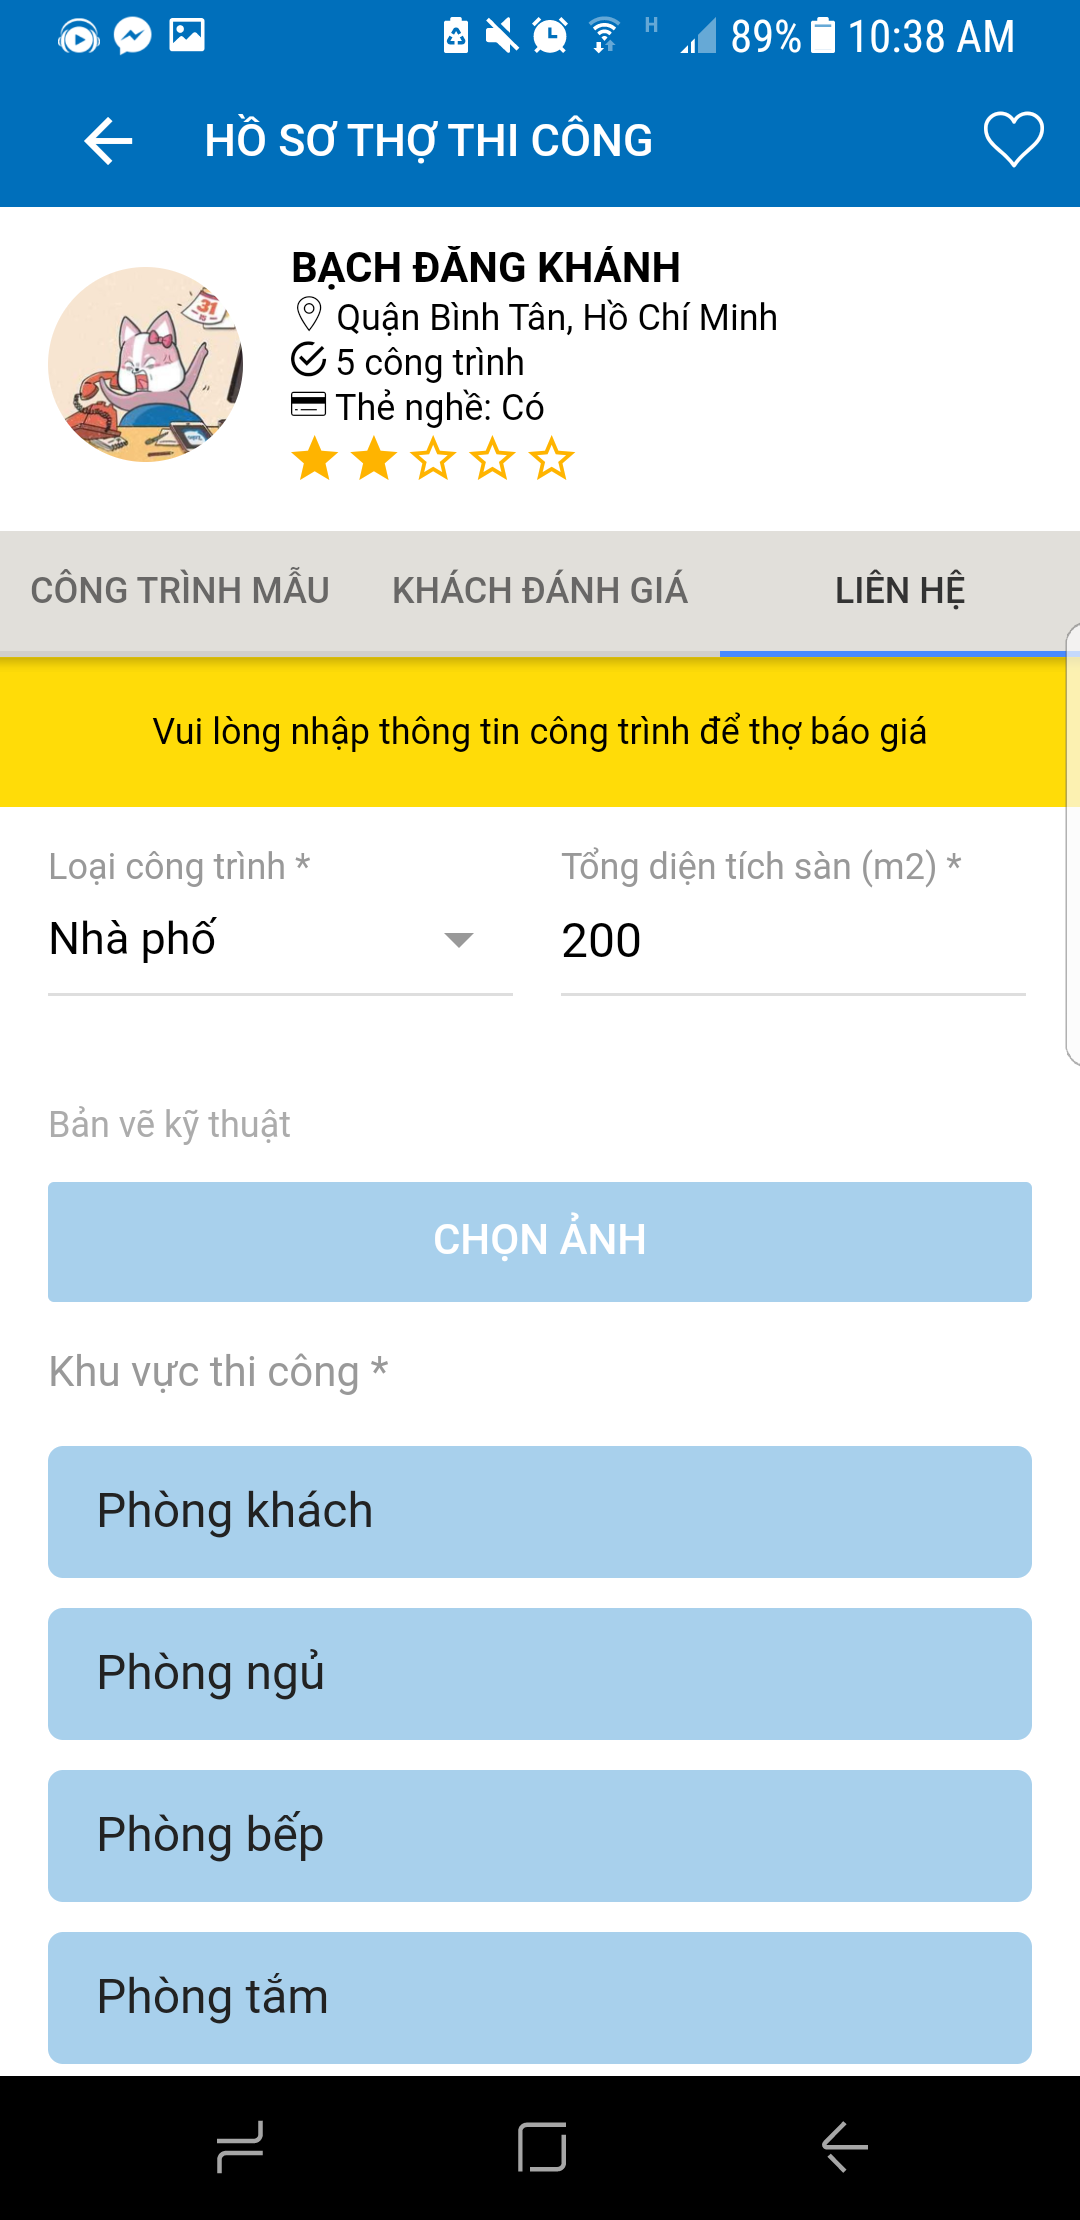 H 89% 10:38 AM
HỒ SƠ THỢ THI CÔNG
BẠCH ĐĂNG KHÁNH
Quận Bình Tân, Hồ Chí Minh
5 công trình
Thẻ nghề: Có
CÔNG TRÌNH MẪU KHÁCH ĐÁNH GIÁ LIÊN HỆ
Vui lòng nhập thông tin công trình để thợ báo giá
Loại công trình * Tổng diện tích sàn (m2) *
Nhà phố 200
Bản vẽ kỹ thuật
CHỌN ẢNH
Khu vực thi công *
Phòng khách
Phòng ngủ
Phòng bếp
Phòng tắm